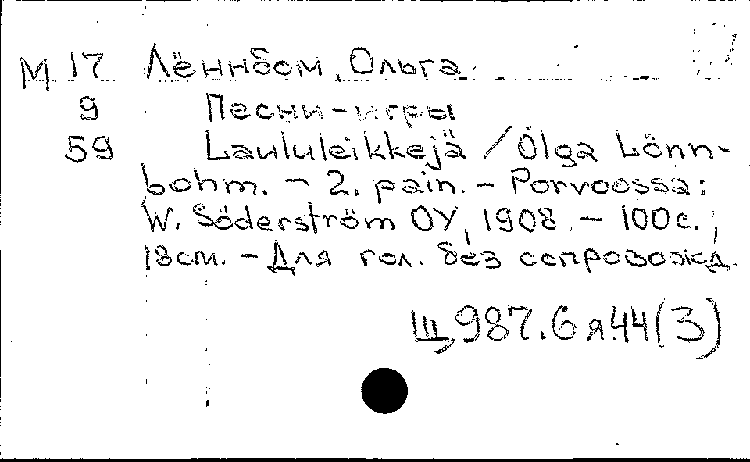 М 17 Лённбом, Ольга.
9 Песни-игры
59 Laululeikkejä / Olga Lönn-
bohm. – 2. pain. – Porvoossa:
W. Söderström OY, 1908. – 100с. ;
18см. – Для гол. без сопровожд.
Щ987.6я44(3)